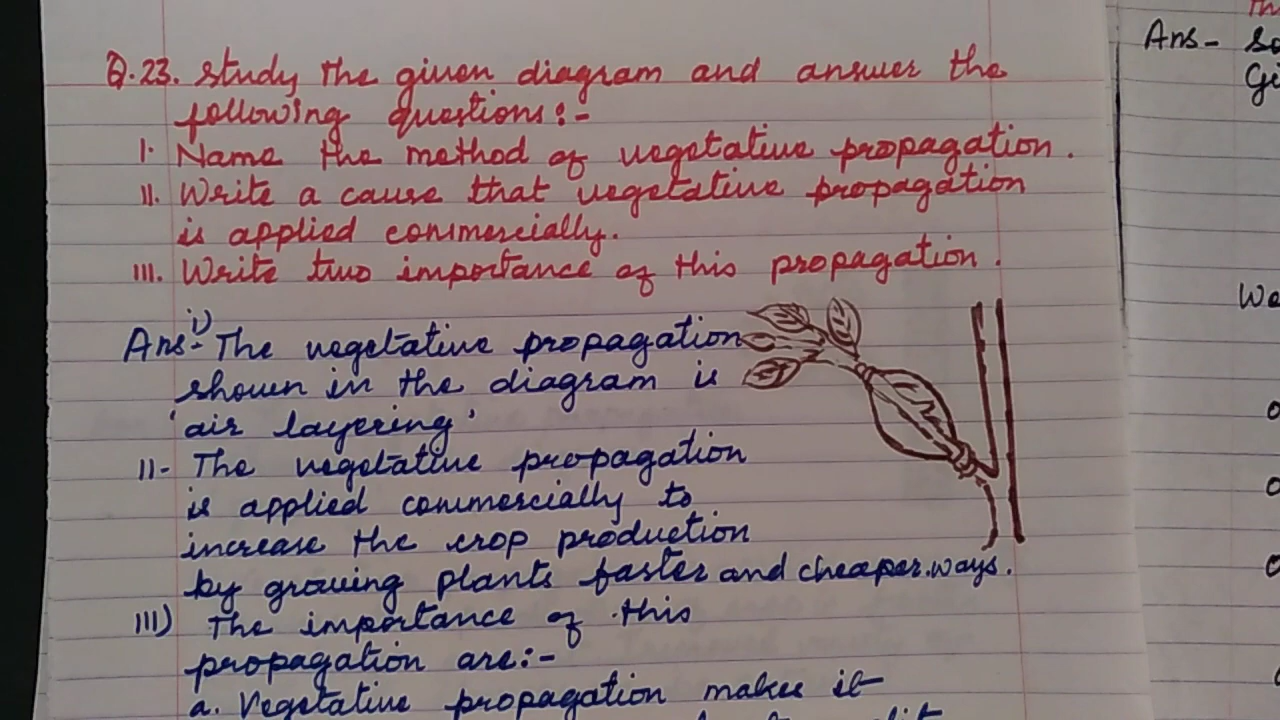 Q.23. Study the given diagram and answer the
following questions:-
I. Name the method of vegetative propagation.
II. Write a cause that vegetative propagation
is applied commercially.
III. Write two importance of this propagation.
Ans:- i) The vegetative propagation
shown in the diagram is
'air layering'
II- The vegetative propagation
is applied commercially to
increase the crop production
by growing plants faster and cheaper ways.
III) The importance of this
propagation are:-
a. Vegetative propagation makes it
Ans-